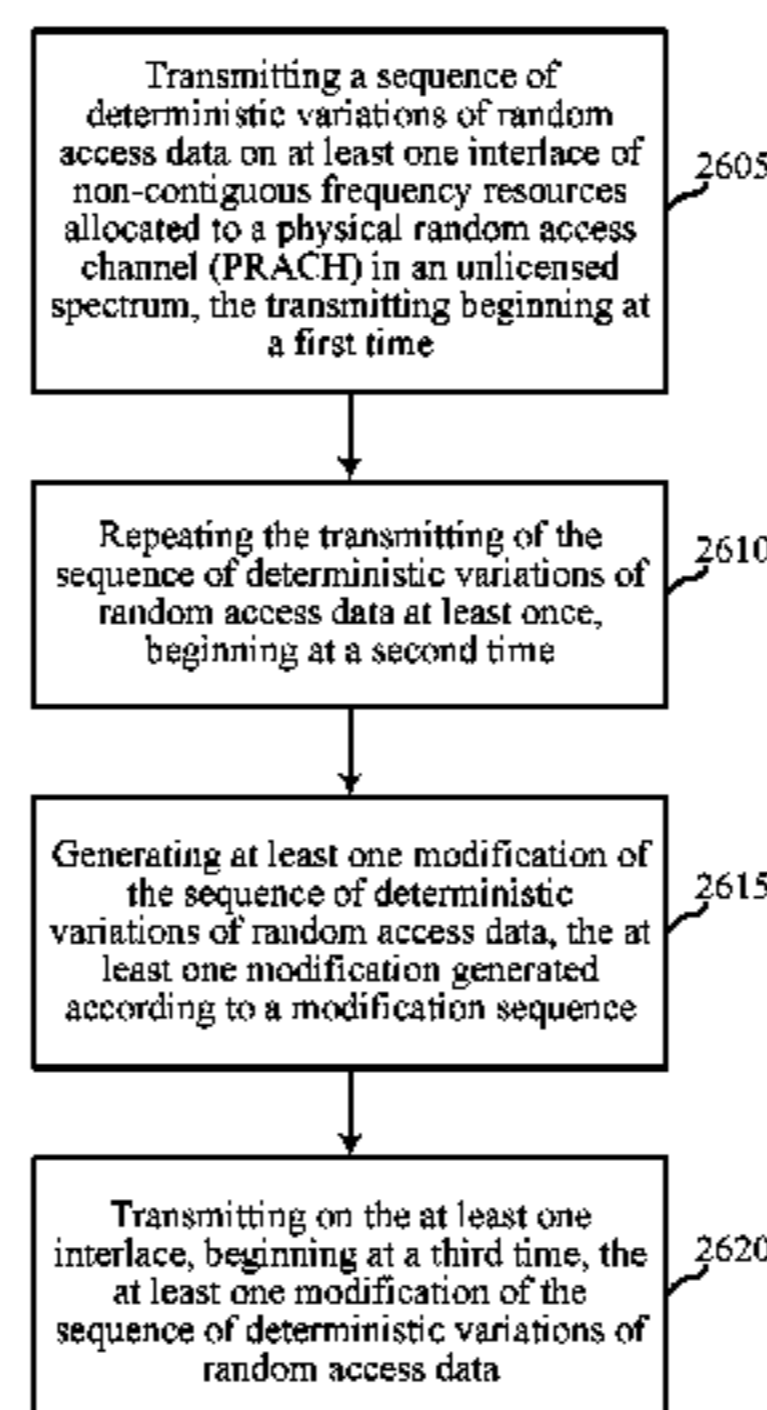 Transmitting a sequence of
deterministic variations of random
access data on at least one interlace of
non-contiguous frequency resources
allocated to a physical random access
channel (PRACH) in an unlicensed
spectrum, the transmitting beginning at
a first time
2605
Repeating the transmitting of the
sequence of deterministic variations of
random access data at least once,
beginning at a second time
2610
Generating at least one modification of
the sequence of deterministic
variations of random access data, the at
least one modification generated
according to a modification sequence
2615
Transmitting on the at least one
interlace, beginning at a third time, the
at least one modification of the
sequence of deterministic variations of
random access data
2620